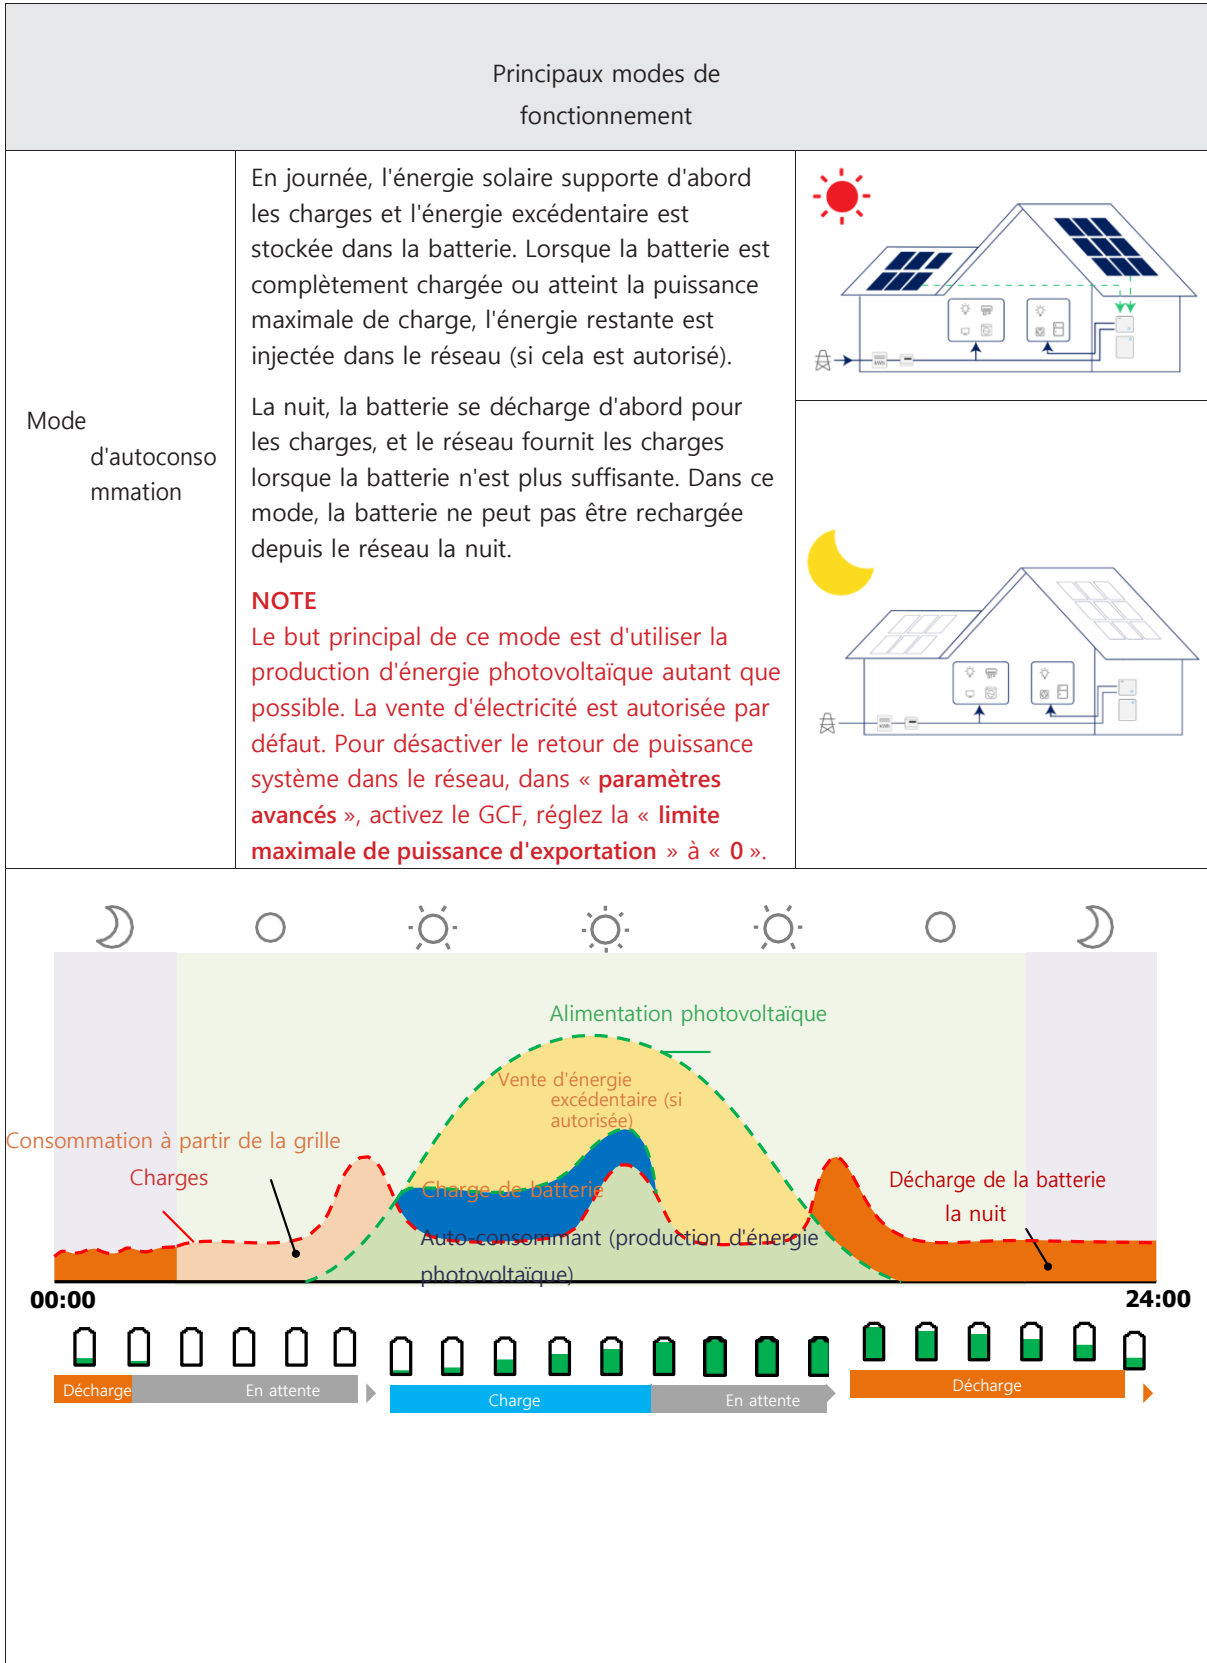 Principaux modes de
fonctionnement
Mode
d'autoconso
mmation
En journée, l'énergie solaire supporte d'abord
les charges et l'énergie excédentaire est
stockée dans la batterie. Lorsque la batterie est
complètement chargée ou atteint la puissance
maximale de charge, l'énergie restante est
injectée dans le réseau (si cela est autorisé).
La nuit, la batterie se décharge d'abord pour
les charges, et le réseau fournit les charges
lorsque la batterie n'est plus suffisante. Dans ce
mode, la batterie ne peut pas être rechargée
depuis le réseau la nuit.
NOTE
Le but principal de ce mode est d'utiliser la
production d'énergie photovoltaïque autant que
possible. La vente d'électricité est autorisée par
défaut. Pour désactiver le retour de puissance
système dans le réseau, dans « paramètres
avancés », activez le GCF, réglez la « limite
maximale de puissance d'exportation » à « 0 ».
Alimentation photovoltaïque
Vente d'énergie
excédentaire (si
autorisée)
Consommation à partir de la grille
Charges
Charge de batterie
Décharge de la batterie
la nuit
Auto-consommant (production d'énergie
photovoltaïque)
00:00
24:00
Décharge
En attente
Charge
En attente
Décharge